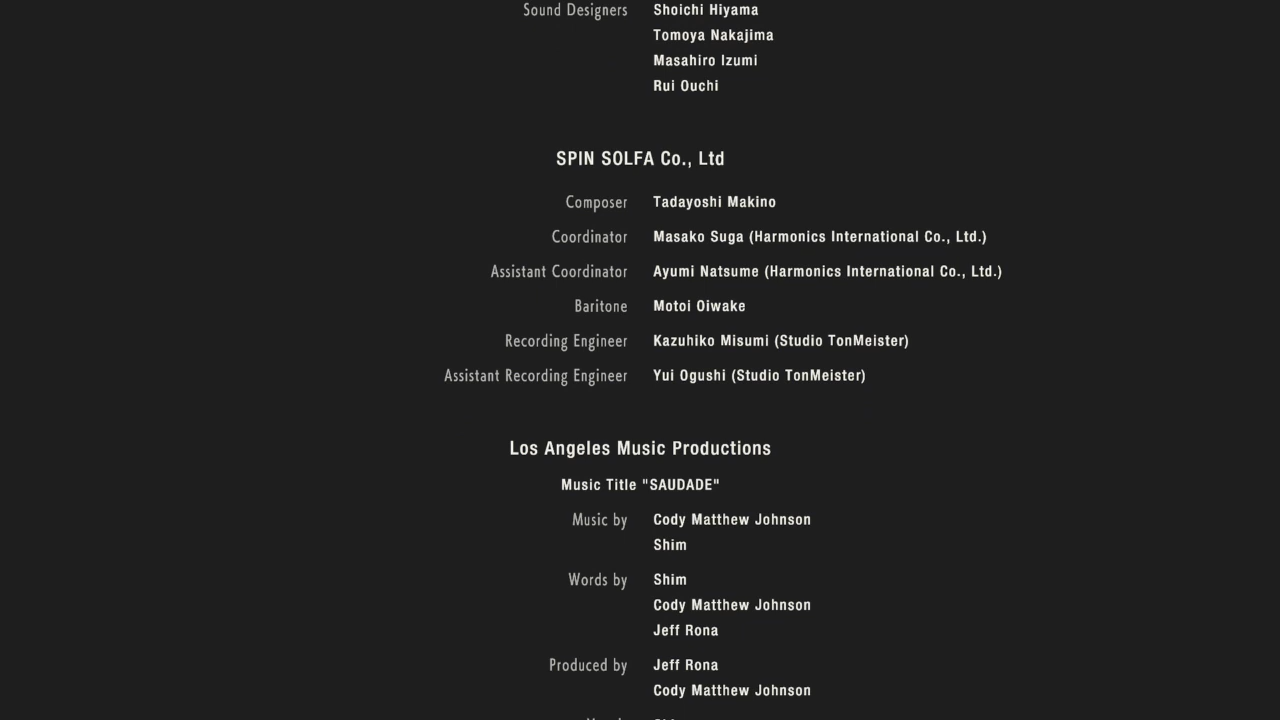 Sound Designers Shoichi Hiyama
Tomoya Nakajima
Masahiro Izumi
Rui Ouchi
SPIN SOLFA Co., Ltd
Composer Tadayoshi Makino
Coordinator Masako Suga (Harmonics International Co., Ltd.)
Assistant Coordinator Ayumi Natsume (Harmonics International Co., Ltd.)
Baritone Motoi Oiwake
Recording Engineer Kazuhiko Misumi (Studio TonMeister)
Assistant Recording Engineer Yui Ogushi (Studio TonMeister)
Los Angeles Music Productions
Music Title "SAUDADE"
Music by Cody Matthew Johnson
Shim
Words by Shim
Cody Matthew Johnson
Jeff Rona
Produced by Jeff Rona
Cody Matthew Johnson